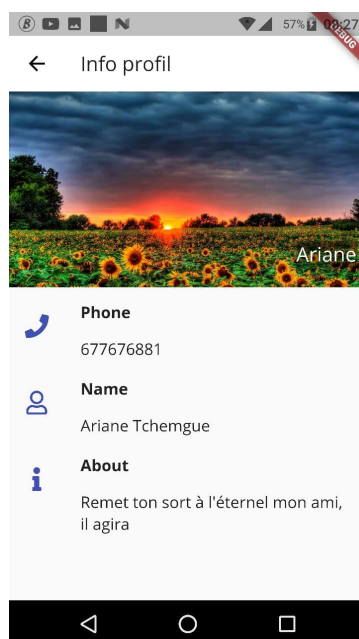 57% 08:27
DEBUG
Info profil
Ariane
Phone
677676881
Name
Ariane Tchemgue
About
Remet ton sort à l'éternel mon ami,
il agira